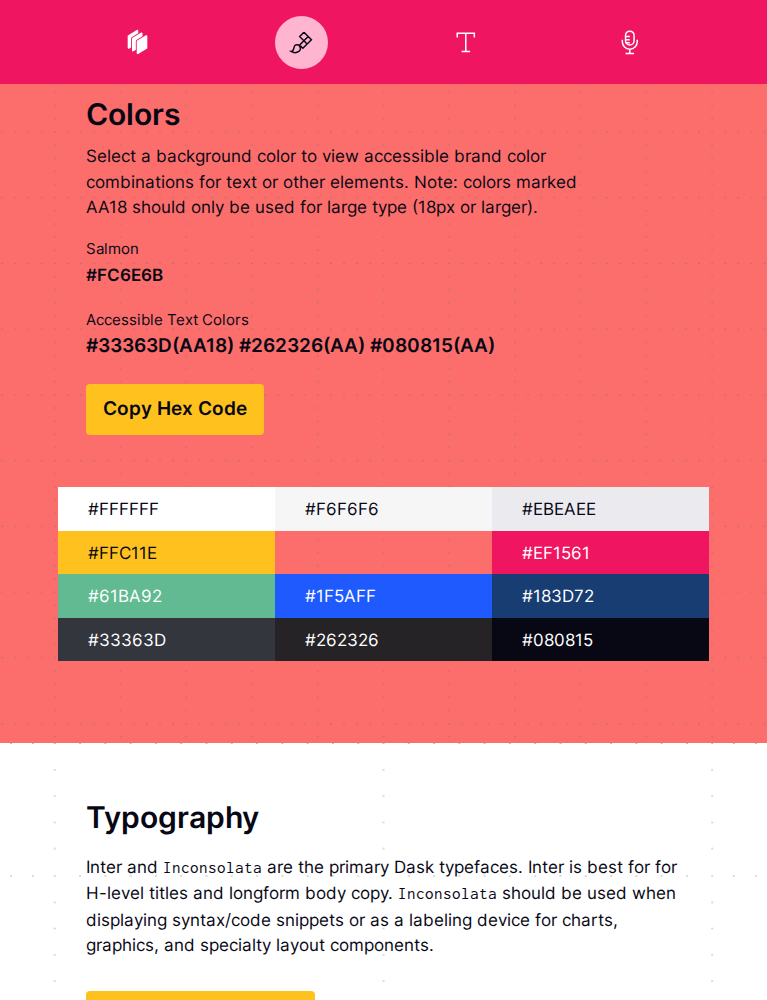 Colors
Select a background color to view accessible brand color
combinations for text or other elements. Note: colors marked
AA18 should only be used for large type (18px or larger).
Salmon
#FC6E6B
Accessible Text Colors
#33363D(AA18) #262326(AA) #080815(AA)
Copy Hex Code
#FFFFFF #F6F6F6 #EBEAEE
#FFC11E #EF1561
#61BA92 #1F5AFF #183D72
#33363D #262326 #080815
Typography
Inter and Inconsolata are the primary Dask typefaces. Inter is best for for
H-level titles and longform body copy. Inconsolata should be used when
displaying syntax/code snippets or as a labeling device for charts,
graphics, and specialty layout components.